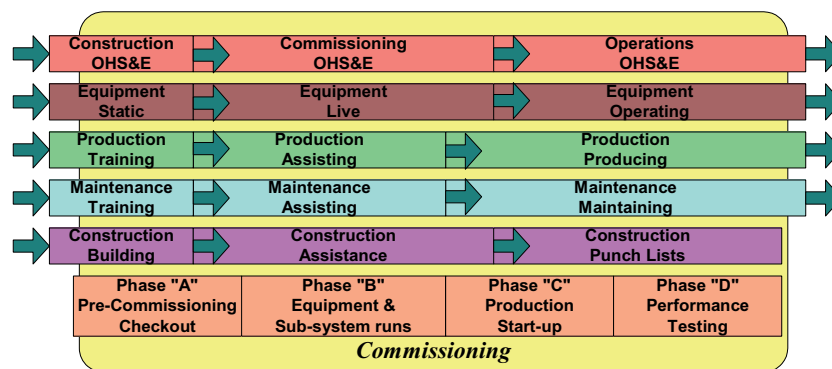 Construction
OHS&E
Commissioning
OHS&E
Operations
OHS&E
Equipment
Static
Equipment
Live
Equipment
Operating
Production
Training
Production
Assisting
Production
Producing
Maintenance
Training
Maintenance
Assisting
Maintenance
Maintaining
Construction
Building
Construction
Assistance
Construction
Punch Lists
Phase "A"
Pre-Commissioning
Checkout
Phase "B"
Equipment &
Sub-system runs
Phase "C"
Production
Start-up
Phase "D"
Performance
Testing
Commissioning